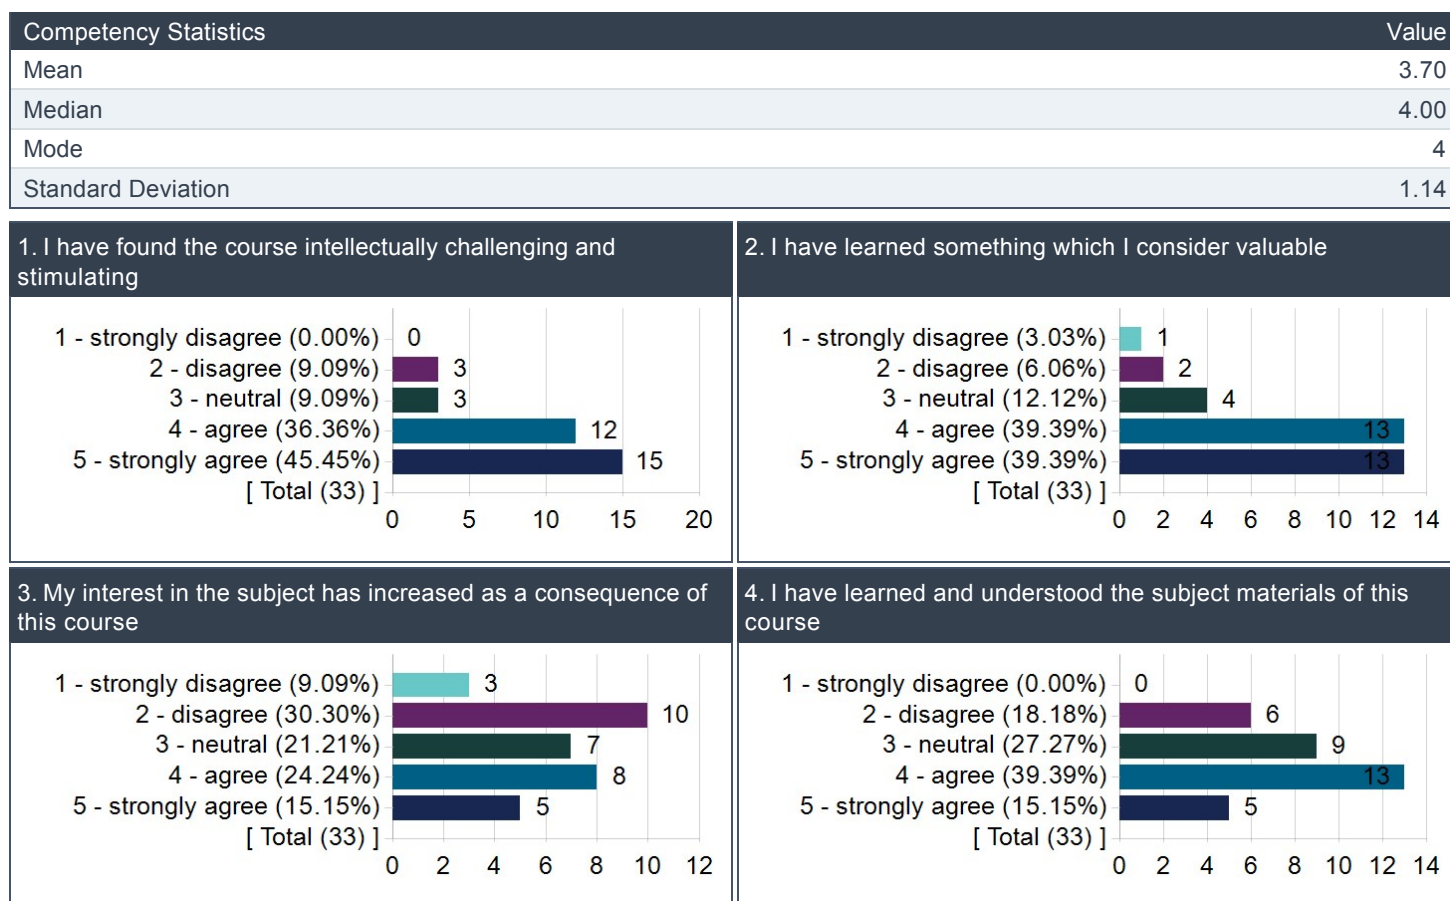 Competency Statistics Value
Mean 3.70
Median 4.00
Mode 4
Standard Deviation 1.14
1. I have found the course intellectually challenging and
stimulating
1 - strongly disagree (0.00%) 0
2 - disagree (9.09%) 3
3 - neutral (9.09%) 3
4 - agree (36.36%) 12
5 - strongly agree (45.45%) 15
[ Total (33) ]
0 5 10 15 20
2. I have learned something which I consider valuable
1 - strongly disagree (3.03%) 1
2 - disagree (6.06%) 2
3 - neutral (12.12%) 4
4 - agree (39.39%) 13
5 - strongly agree (39.39%) 13
[ Total (33) ]
0 2 4 6 8 10 12 14
3. My interest in the subject has increased as a consequence of
this course
1 - strongly disagree (9.09%) 3
2 - disagree (30.30%) 10
3 - neutral (21.21%) 7
4 - agree (24.24%) 8
5 - strongly agree (15.15%) 5
[ Total (33) ]
0 2 4 6 8 10 12
4. I have learned and understood the subject materials of this
course
1 - strongly disagree (0.00%) 0
2 - disagree (18.18%) 6
3 - neutral (27.27%) 9
4 - agree (39.39%) 13
5 - strongly agree (15.15%) 5
[ Total (33) ]
0 2 4 6 8 10 12 14